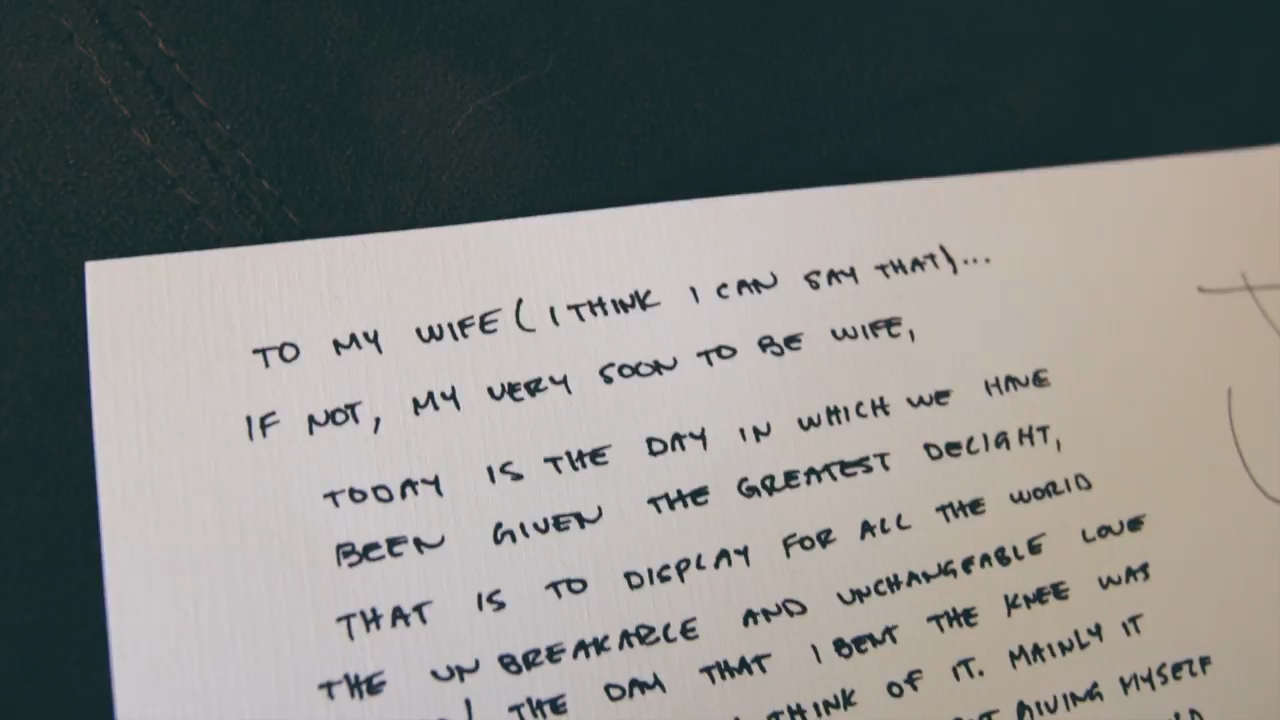 TO MY WIFE (I THINK I CAN SAY THAT)...
IF NOT, MY VERY SOON TO BE WIFE,
TODAY IS THE DAY IN WHICH WE HAVE
BEEN GIVEN THE GREATEST DELIGHT,
THAT IS TO DISPLAY FOR ALL THE WORLD
THE UNBREAKABLE AND UNCHANGEABLE LOVE
THE DAY THAT I BENT THE KNEE WAS
THINK OF IT. MAINLY IT
GIVING MYSELF